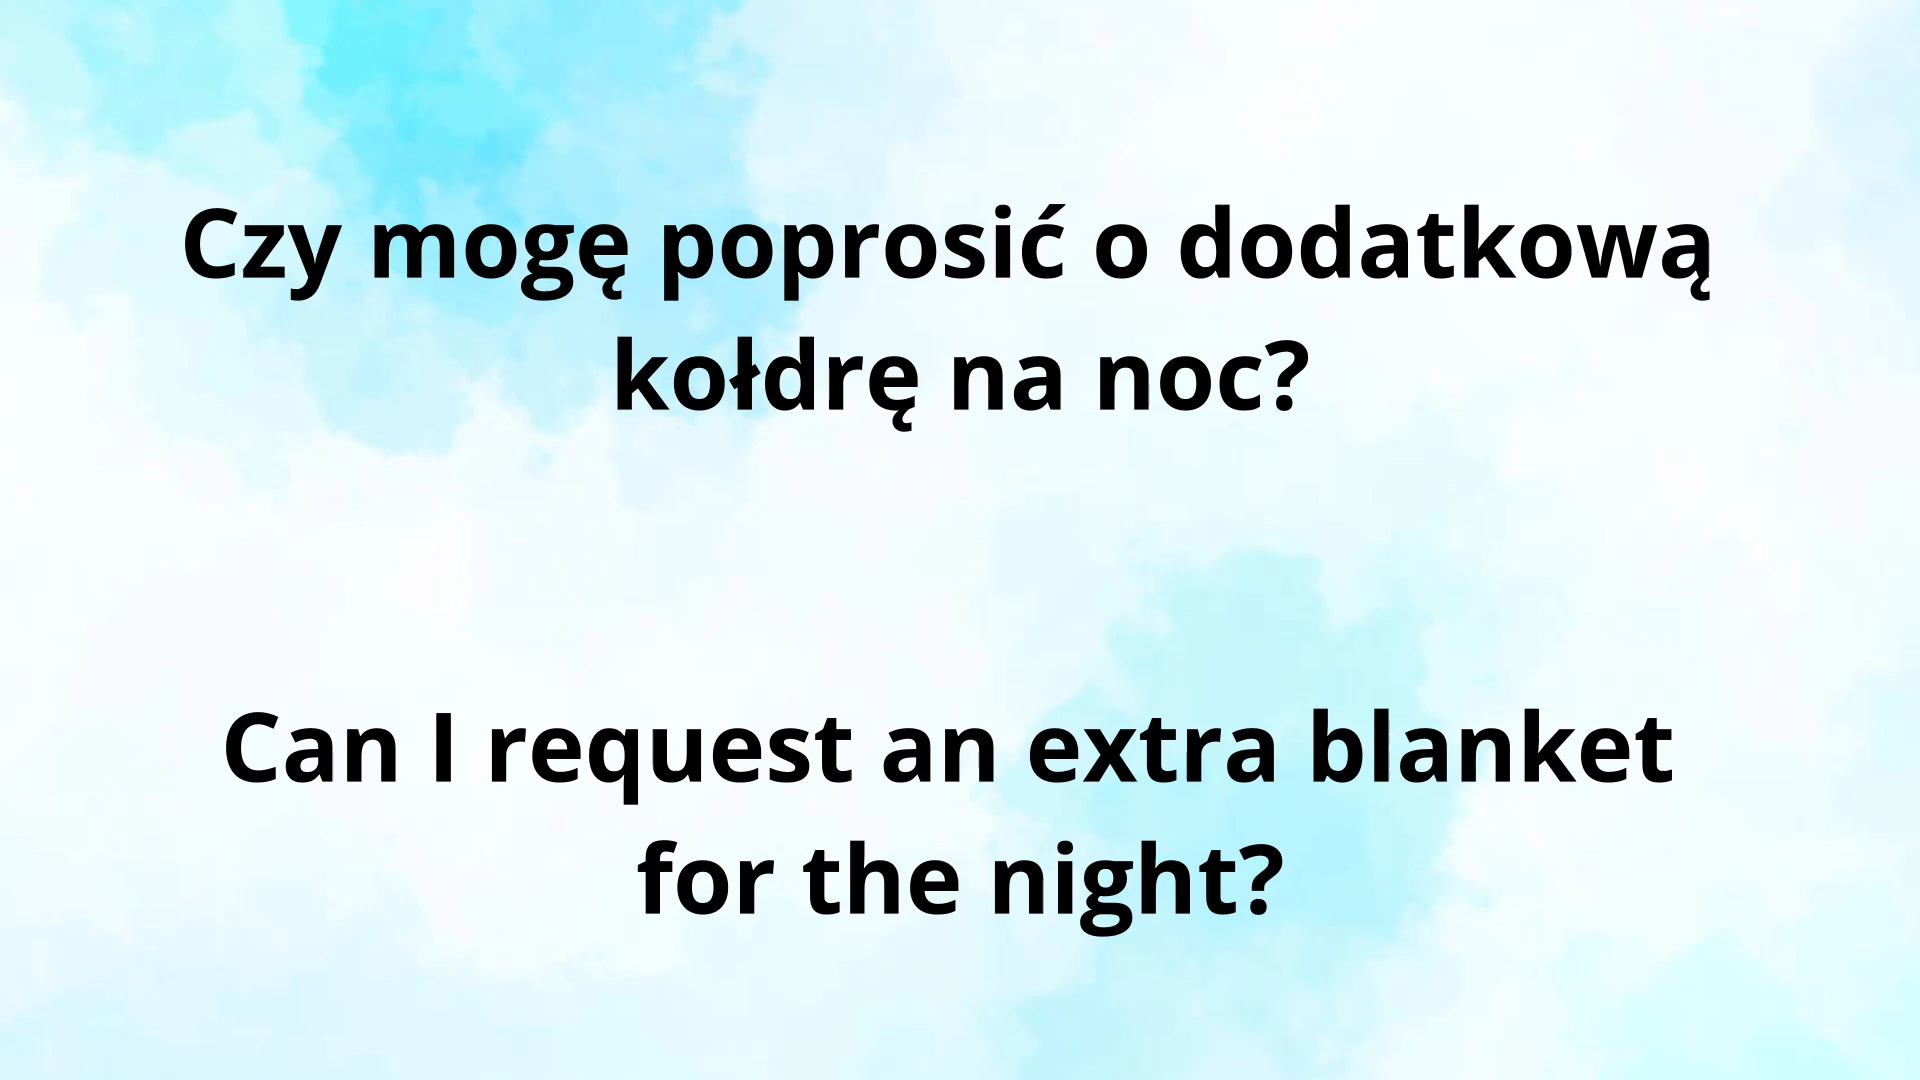 Czy mogę poprosić o dodatkową
kołdrę na noc?
Can I request an extra blanket
for the night?